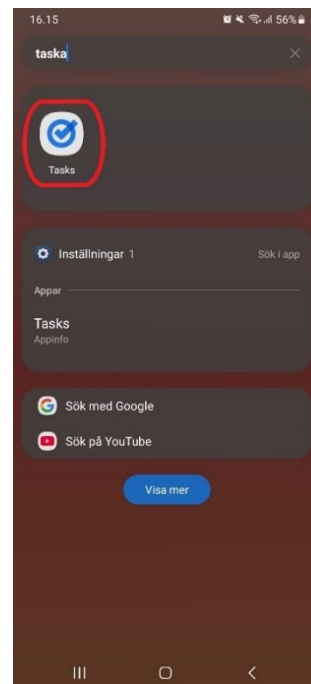 16.15
56%
taska
Tasks
Inställningar 1
Sök i app
Appar
Tasks
Appinfo
Sök med Google
Sök på YouTube
Visa mer